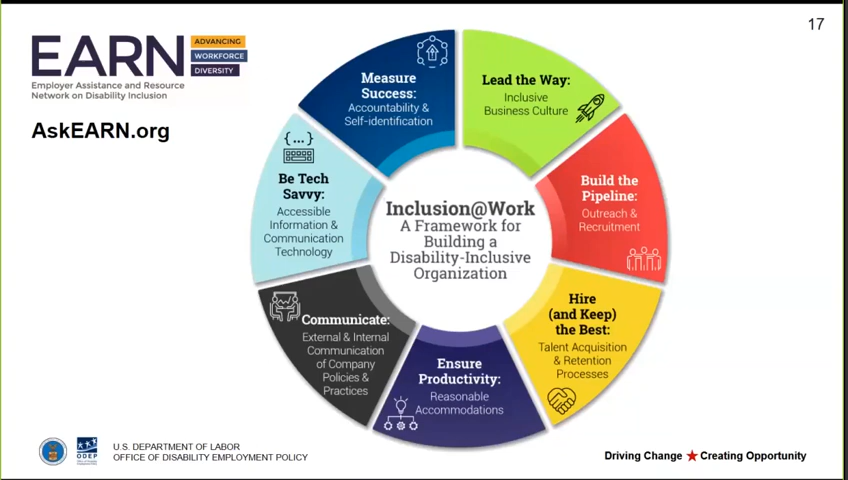 17
EARN
ADVANCING
WORKFORCE
DIVERSITY
Employer Assistance and Resource
Network on Disability Inclusion
AskEARN.org
Lead the Way:
Inclusive
Business Culture
Build the
Pipeline:
Outreach &
Recruitment
Hire
(and Keep)
the Best:
Talent Acquisition
& Retention
Processes
Ensure
Productivity:
Reasonable
Accommodations
Communicate:
External & Internal
Communication
of Company
Policies &
Practices
Be Tech
Savvy:
Accessible
Information &
Communication
Technology
{...}
Measure
Success:
Accountability &
Self-identification
Inclusion@Work
A Framework for
Building a
Disability-Inclusive
Organization
ODEP
U.S. DEPARTMENT OF LABOR
OFFICE OF DISABILITY EMPLOYMENT POLICY
Driving Change ★ Creating Opportunity